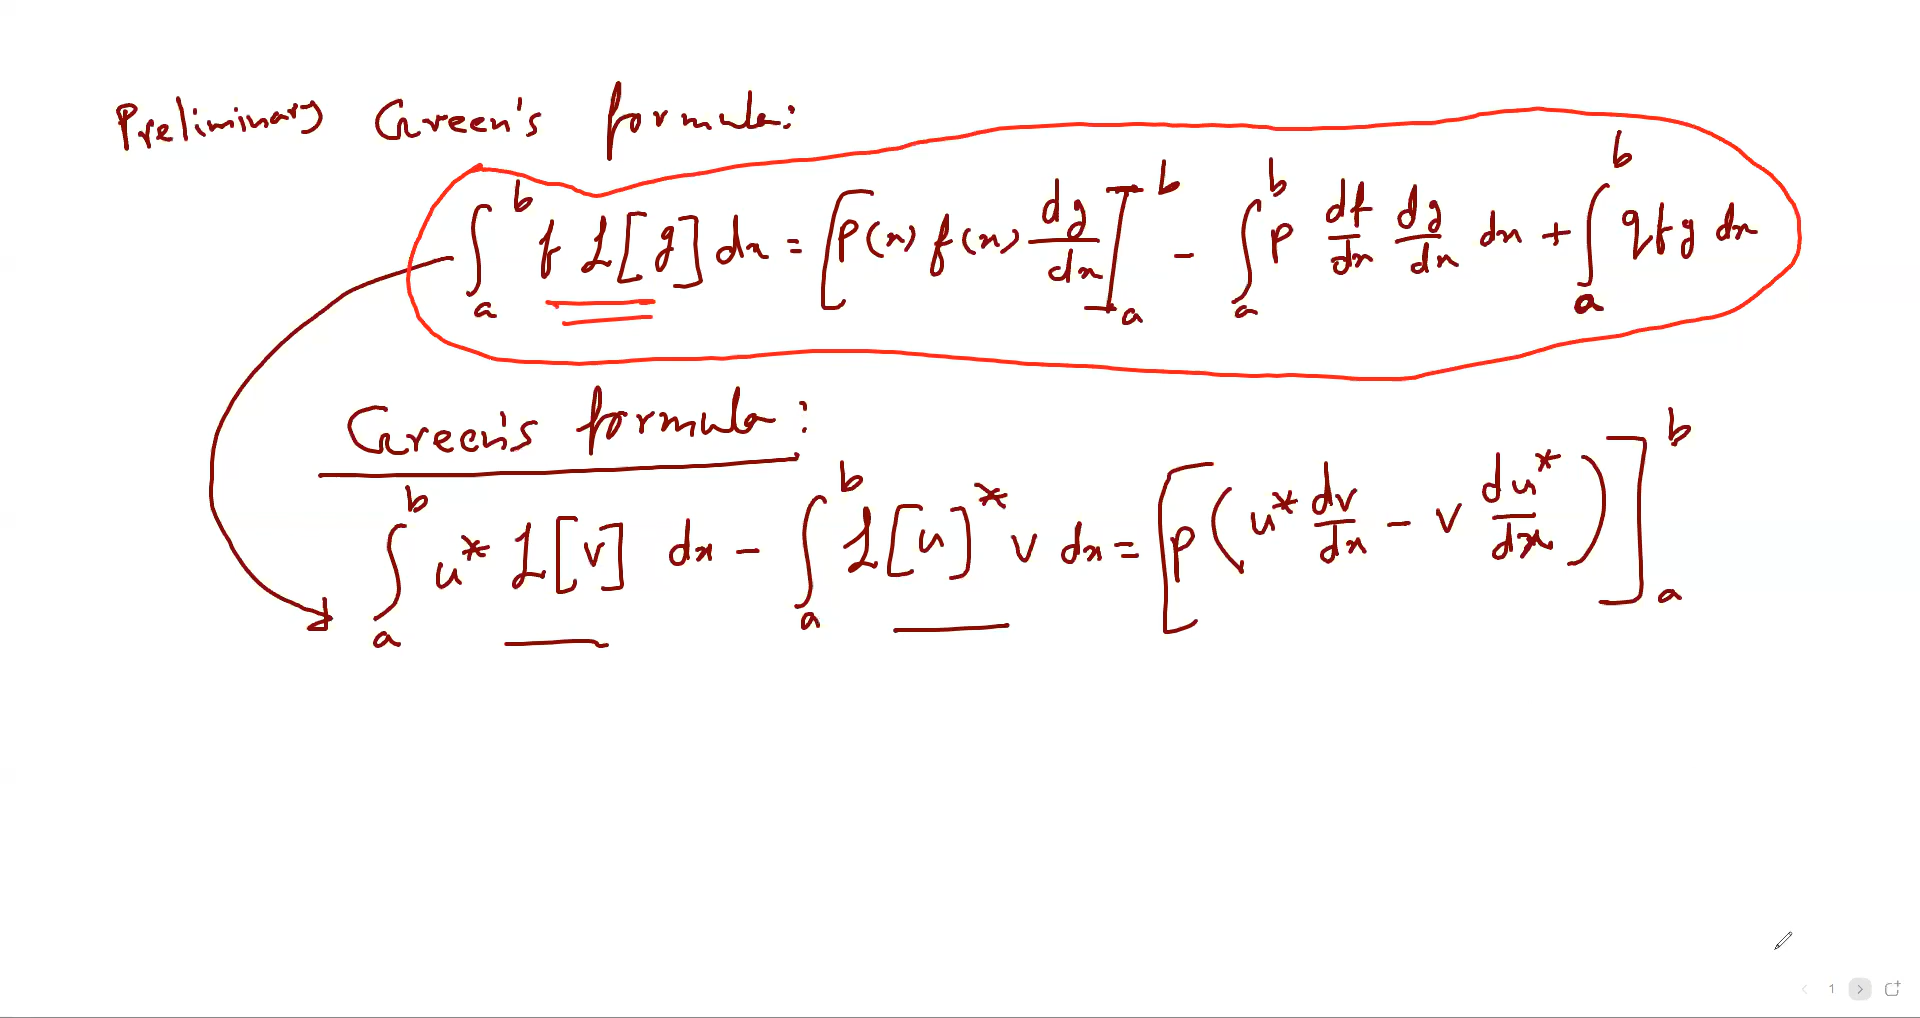 Preliminary Green's formula:
∫_a^b f L[g] dx = [p(x) f(x) dg/dx]_a^b - ∫_a^b p df/dx dg/dx dx + ∫_a^b q f g dx
Green's formula:
∫_a^b u* L[v] dx - ∫_a^b L[u]* v dx = [p(u* dv/dx - v du*/dx)]_a^b
1